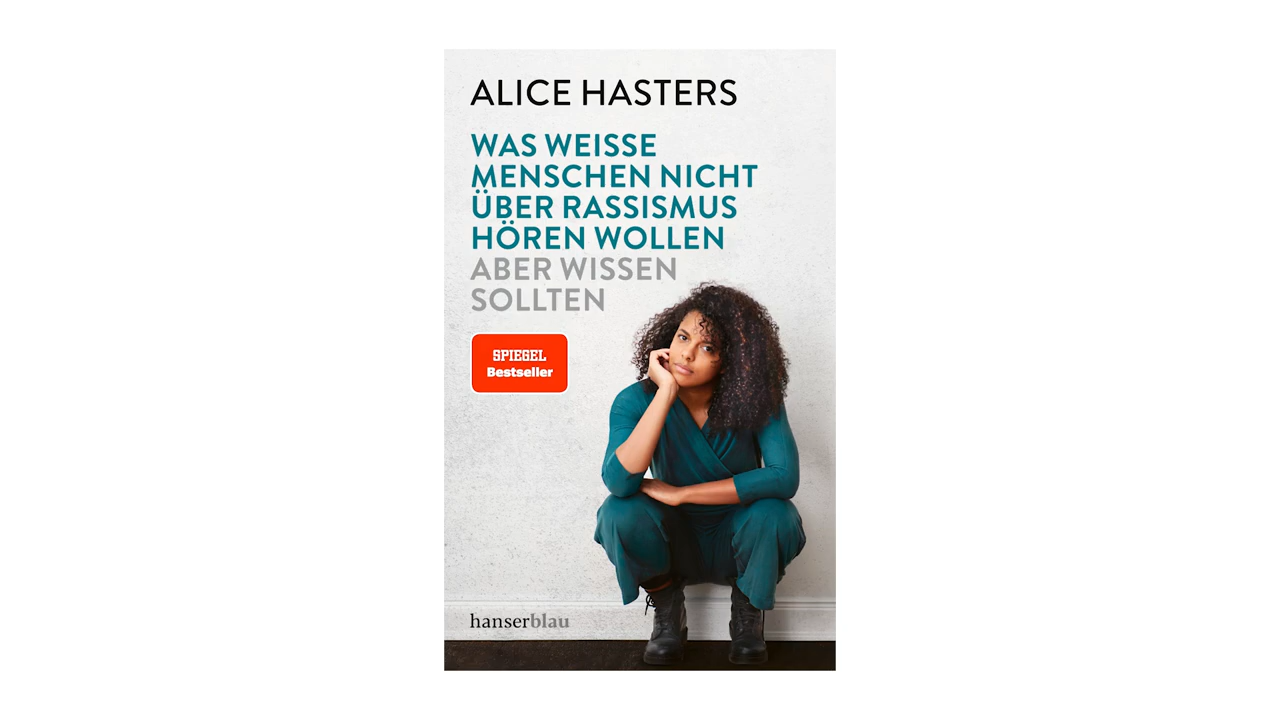 ALICE HASTERS
WAS WEISSE
MENSCHEN NICHT
ÜBER RASSISMUS
HÖREN WOLLEN
ABER WISSEN
SOLLTEN
SPIEGEL
Bestseller
hanserblau